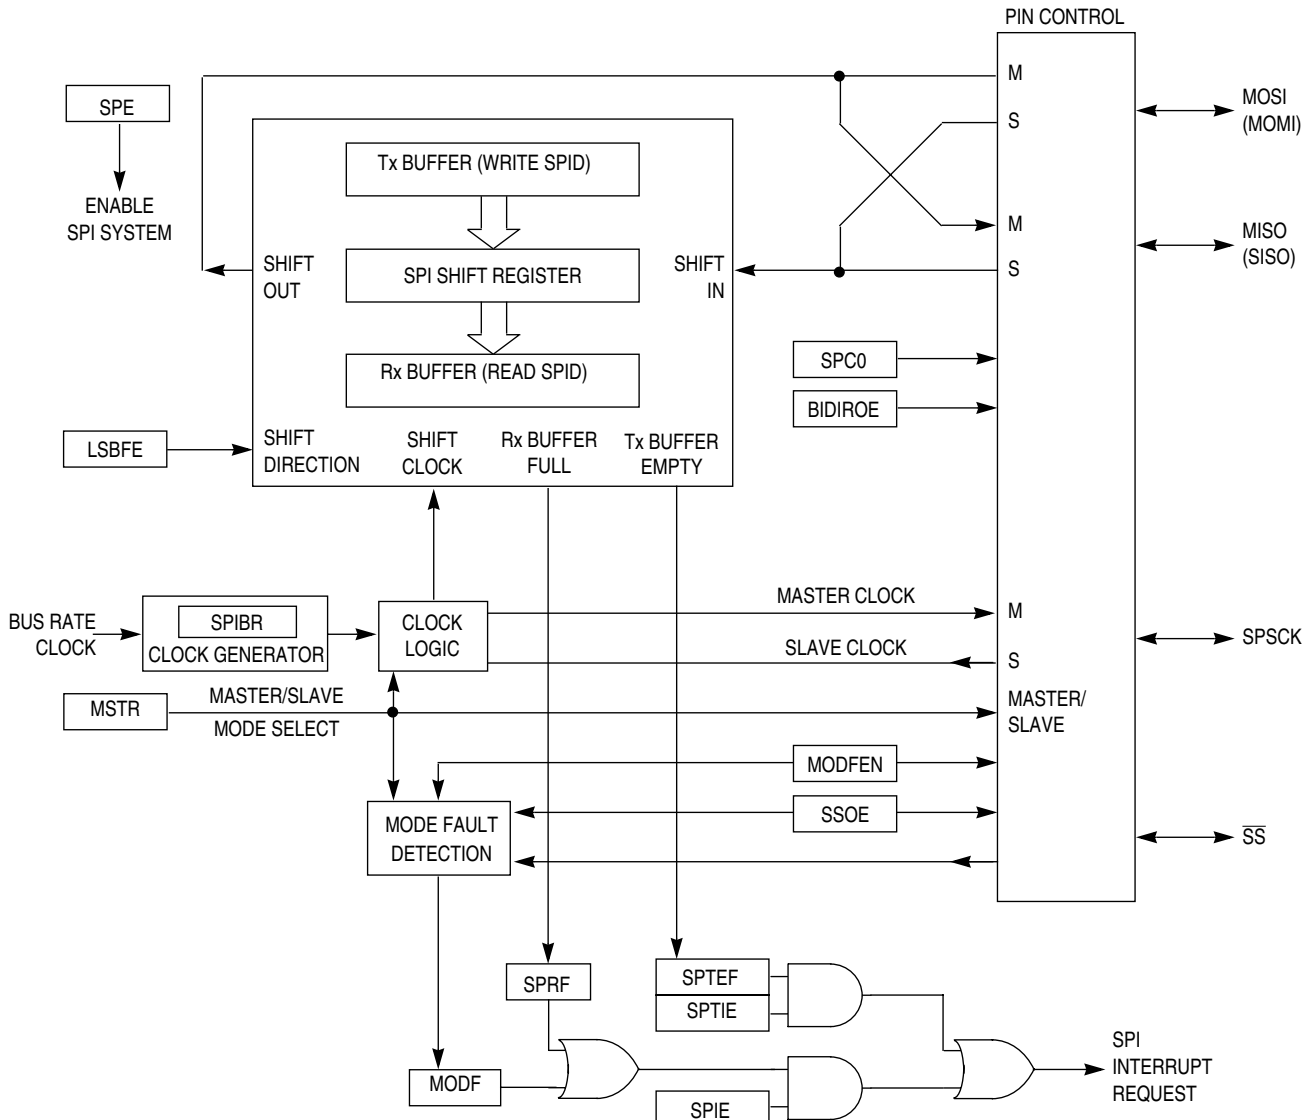 PIN CONTROL
M
SPE
MOSI
(MOMI)
S
Tx BUFFER (WRITE SPID)
ENABLE
SPI SYSTEM
M
MISO
(SISO)
SHIFT
OUT
SPI SHIFT REGISTER
SHIFT
IN
S
SPC0
Rx BUFFER (READ SPID)
BIDIROE
LSBFE
SHIFT
DIRECTION
SHIFT
CLOCK
Rx BUFFER
FULL
Tx BUFFER
EMPTY
MASTER CLOCK
M
BUS RATE
CLOCK
SPIBR
CLOCK GENERATOR
CLOCK
LOGIC
SLAVE CLOCK
S
SPSCK
MSTR
MASTER/SLAVE
MODE SELECT
MASTER/
SLAVE
MODFEN
SSOE
MODE FAULT
DETECTION
SS
SPRF
SPTEF
SPTIE
MODF
SPIE
SPI
INTERRUPT
REQUEST